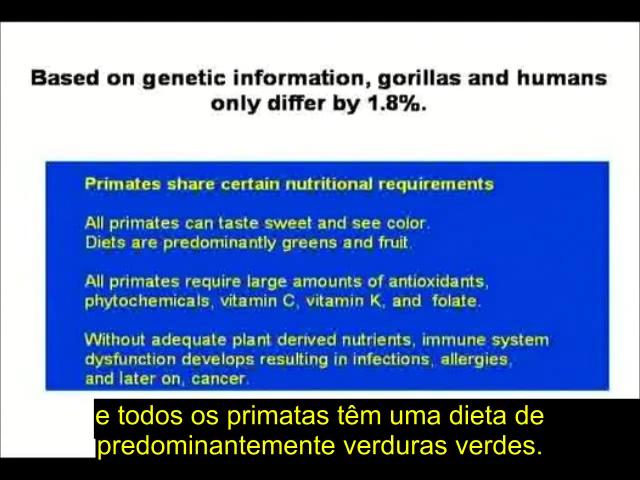 Based on genetic information, gorillas and humans
only differ by 1.8%.
Primates share certain nutritional requirements
All primates can taste sweet and see color.
Diets are predominantly greens and fruit.
All primates require large amounts of antioxidants,
phytochemicals, vitamin C, vitamin K, and folate.
Without adequate plant derived nutrients, immune system
dysfunction develops resulting in infections, allergies,
and later on, cancer.
e todos os primatas têm uma dieta de
predominantemente verduras verdes.